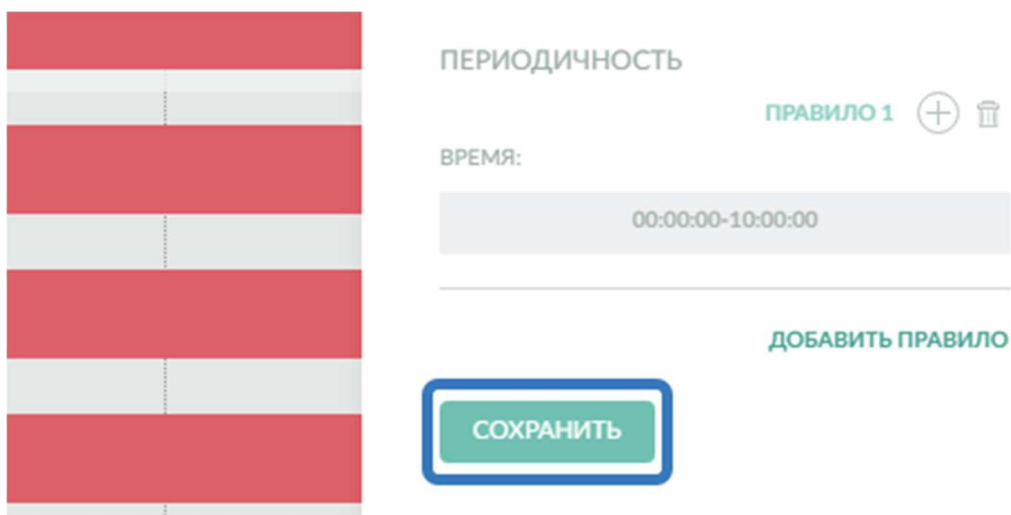 ПЕРИОДИЧНОСТЬ
ПРАВИЛО 1
ВРЕМЯ:
00:00:00-10:00:00
ДОБАВИТЬ ПРАВИЛО
СОХРАНИТЬ